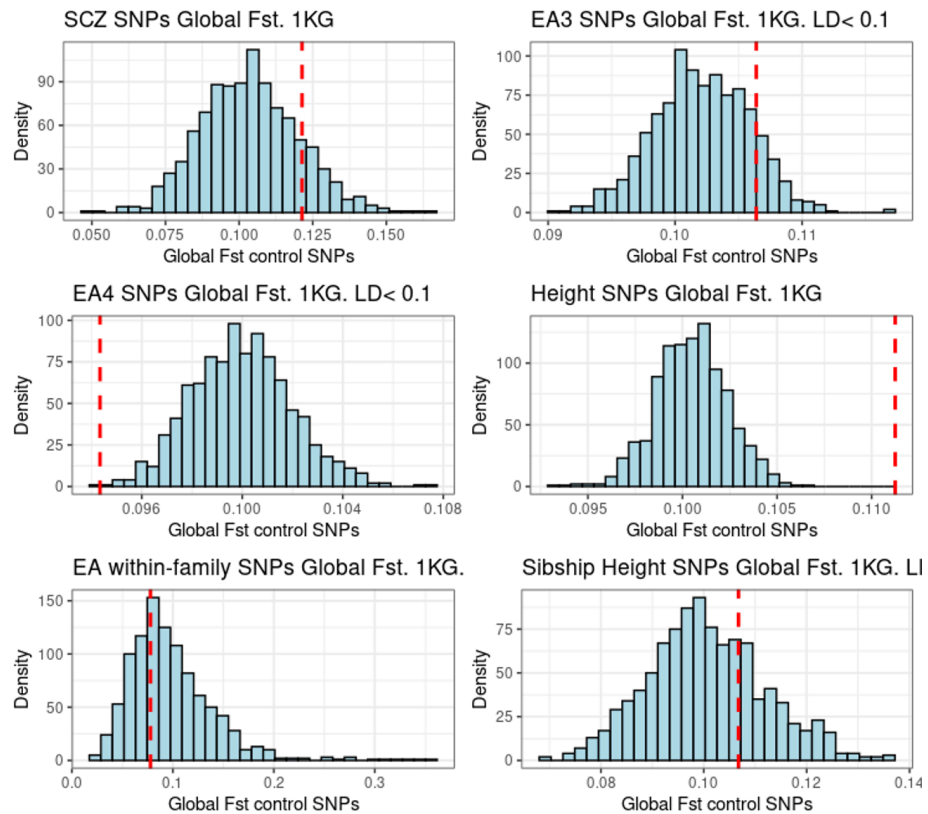 SCZ SNPs Global Fst. 1KG
Density
90
60
30
0
0.050 0.075 0.100 0.125 0.150
Global Fst control SNPs
EA3 SNPs Global Fst. 1KG. LD< 0.1
Density
100
75
50
25
0
0.09 0.10 0.11
Global Fst control SNPs
EA4 SNPs Global Fst. 1KG. LD< 0.1
Density
100
75
50
25
0
0.096 0.100 0.104 0.108
Global Fst control SNPs
Height SNPs Global Fst. 1KG
Density
100
50
0
0.095 0.100 0.105 0.110
Global Fst control SNPs
EA within-family SNPs Global Fst. 1KG.
Density
150
100
50
0
0.0 0.1 0.2 0.3
Global Fst control SNPs
Sibship Height SNPs Global Fst. 1KG. LI
Density
75
50
25
0
0.08 0.10 0.12 0.14
Global Fst control SNPs